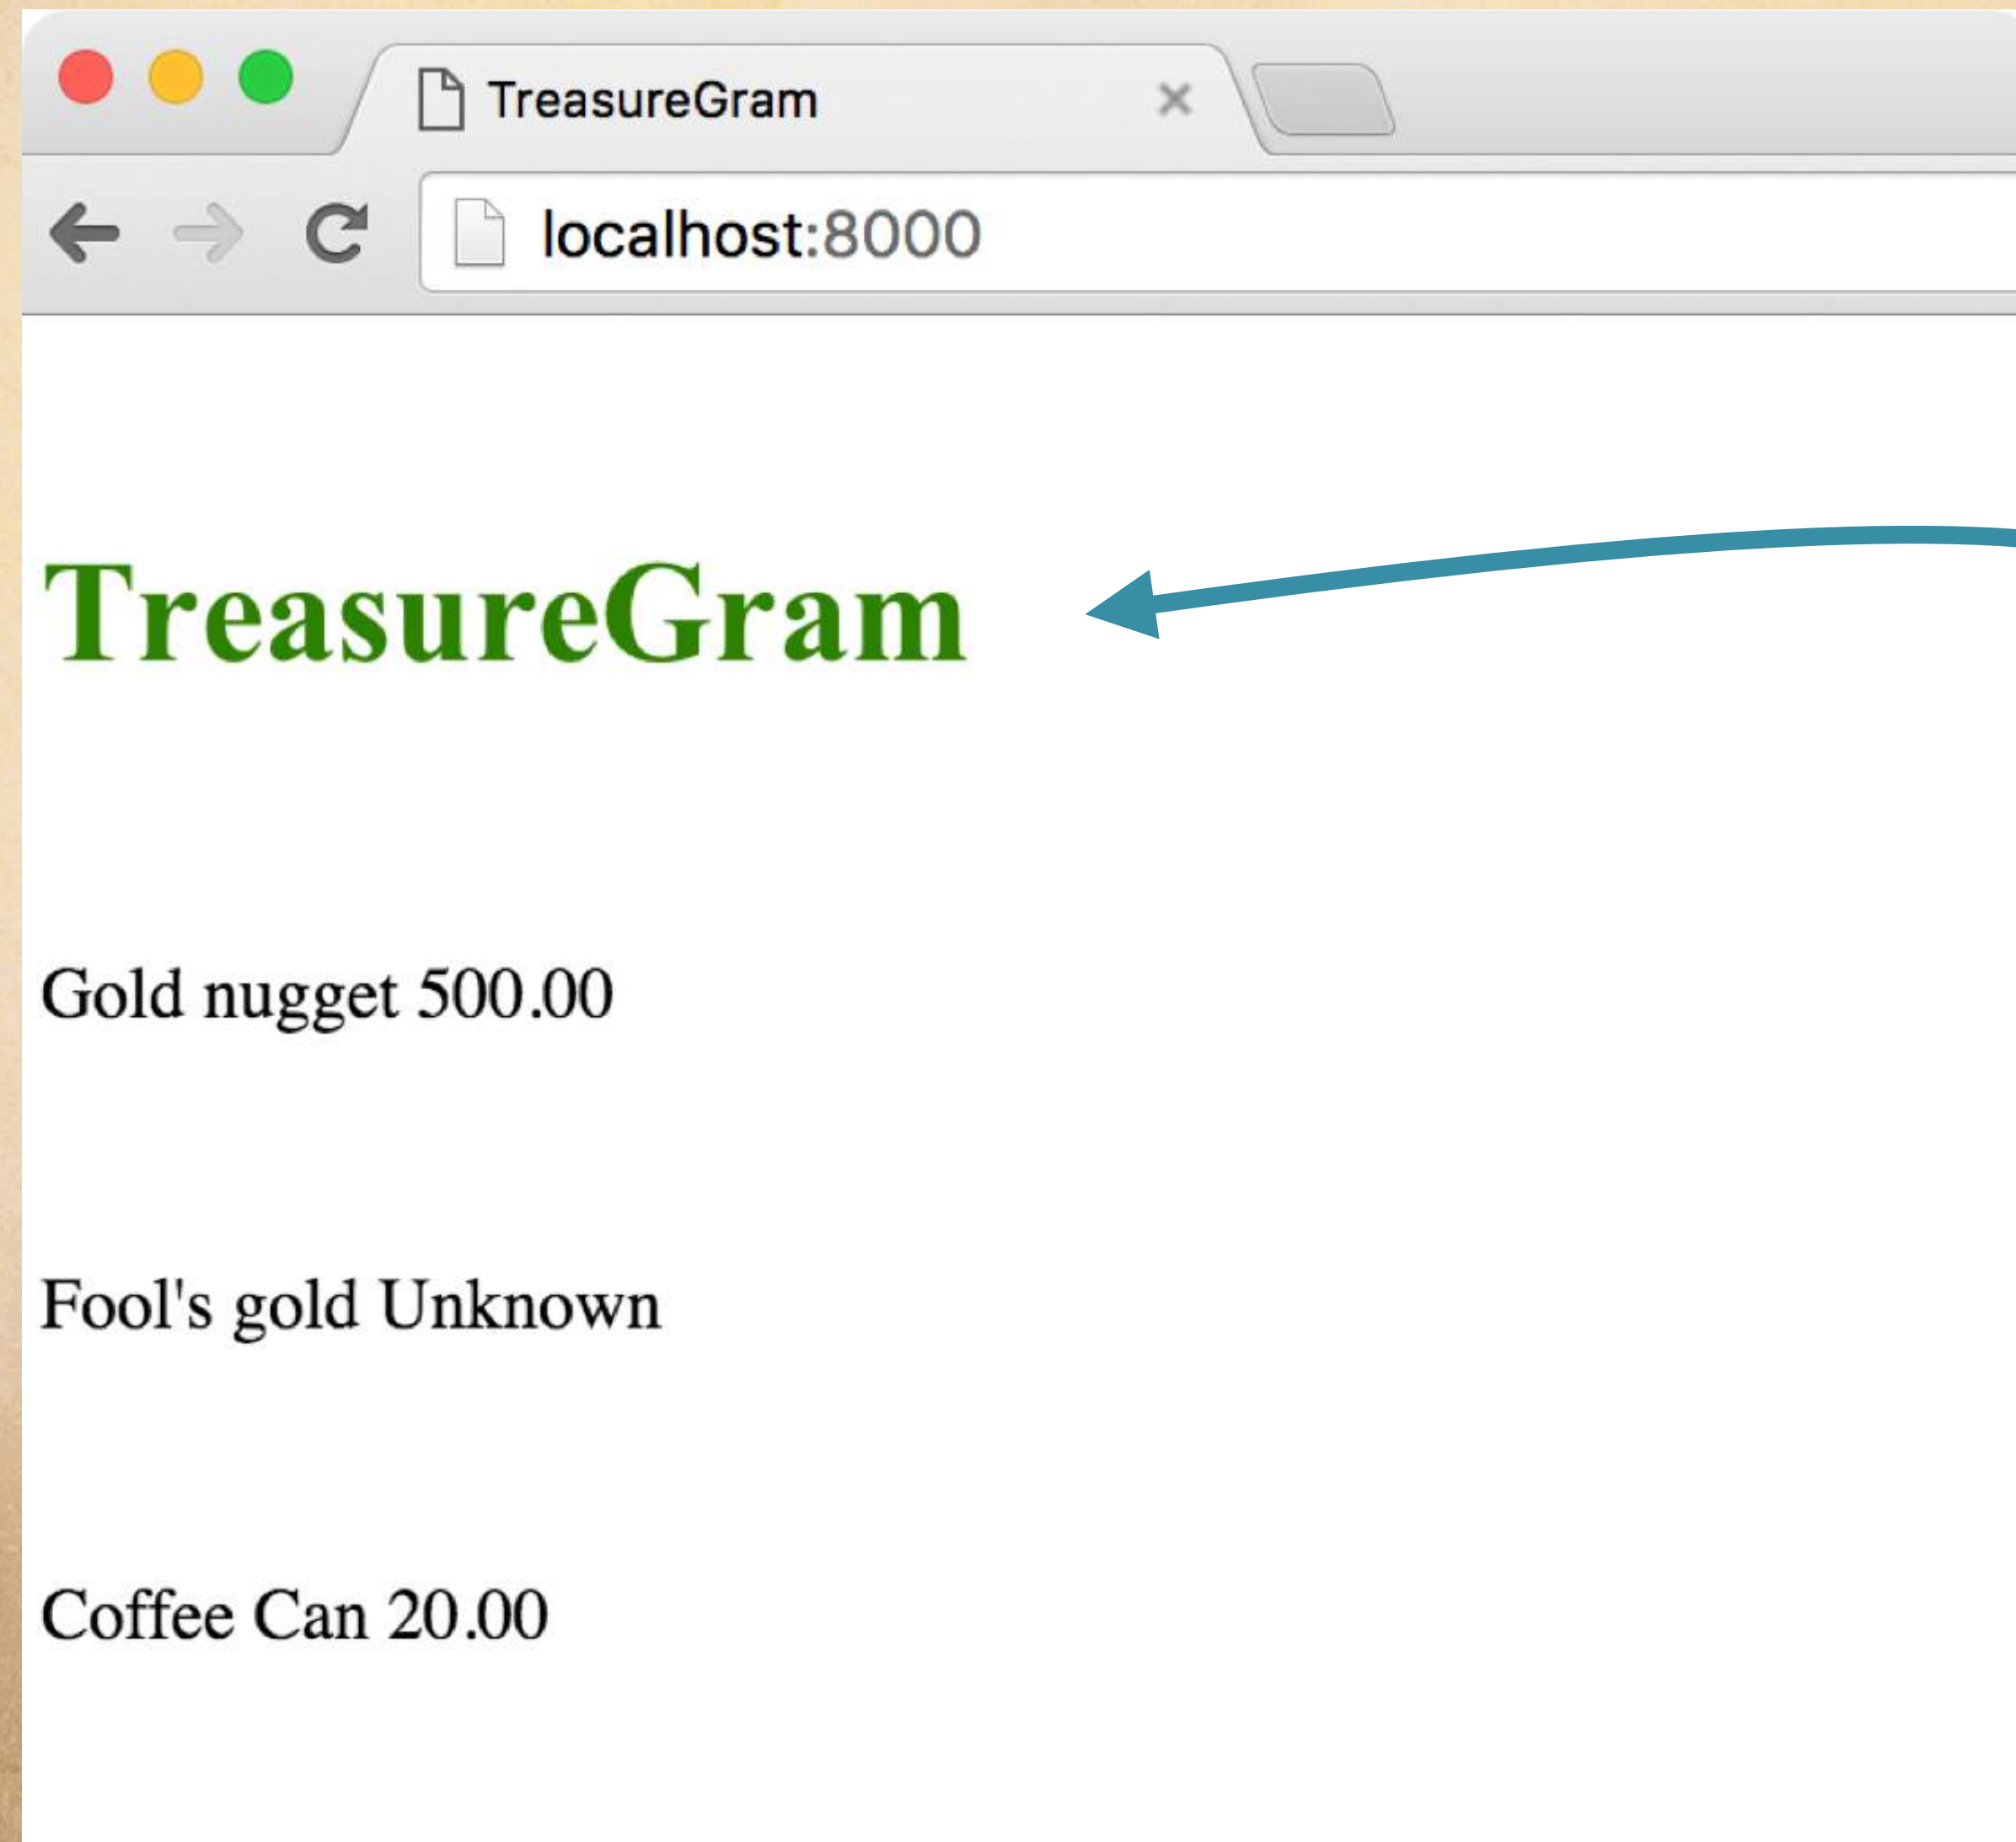 TreasureGram
localhost:8000
TreasureGram
Gold nugget 500.00
Fool's gold Unknown
Coffee Can 20.00